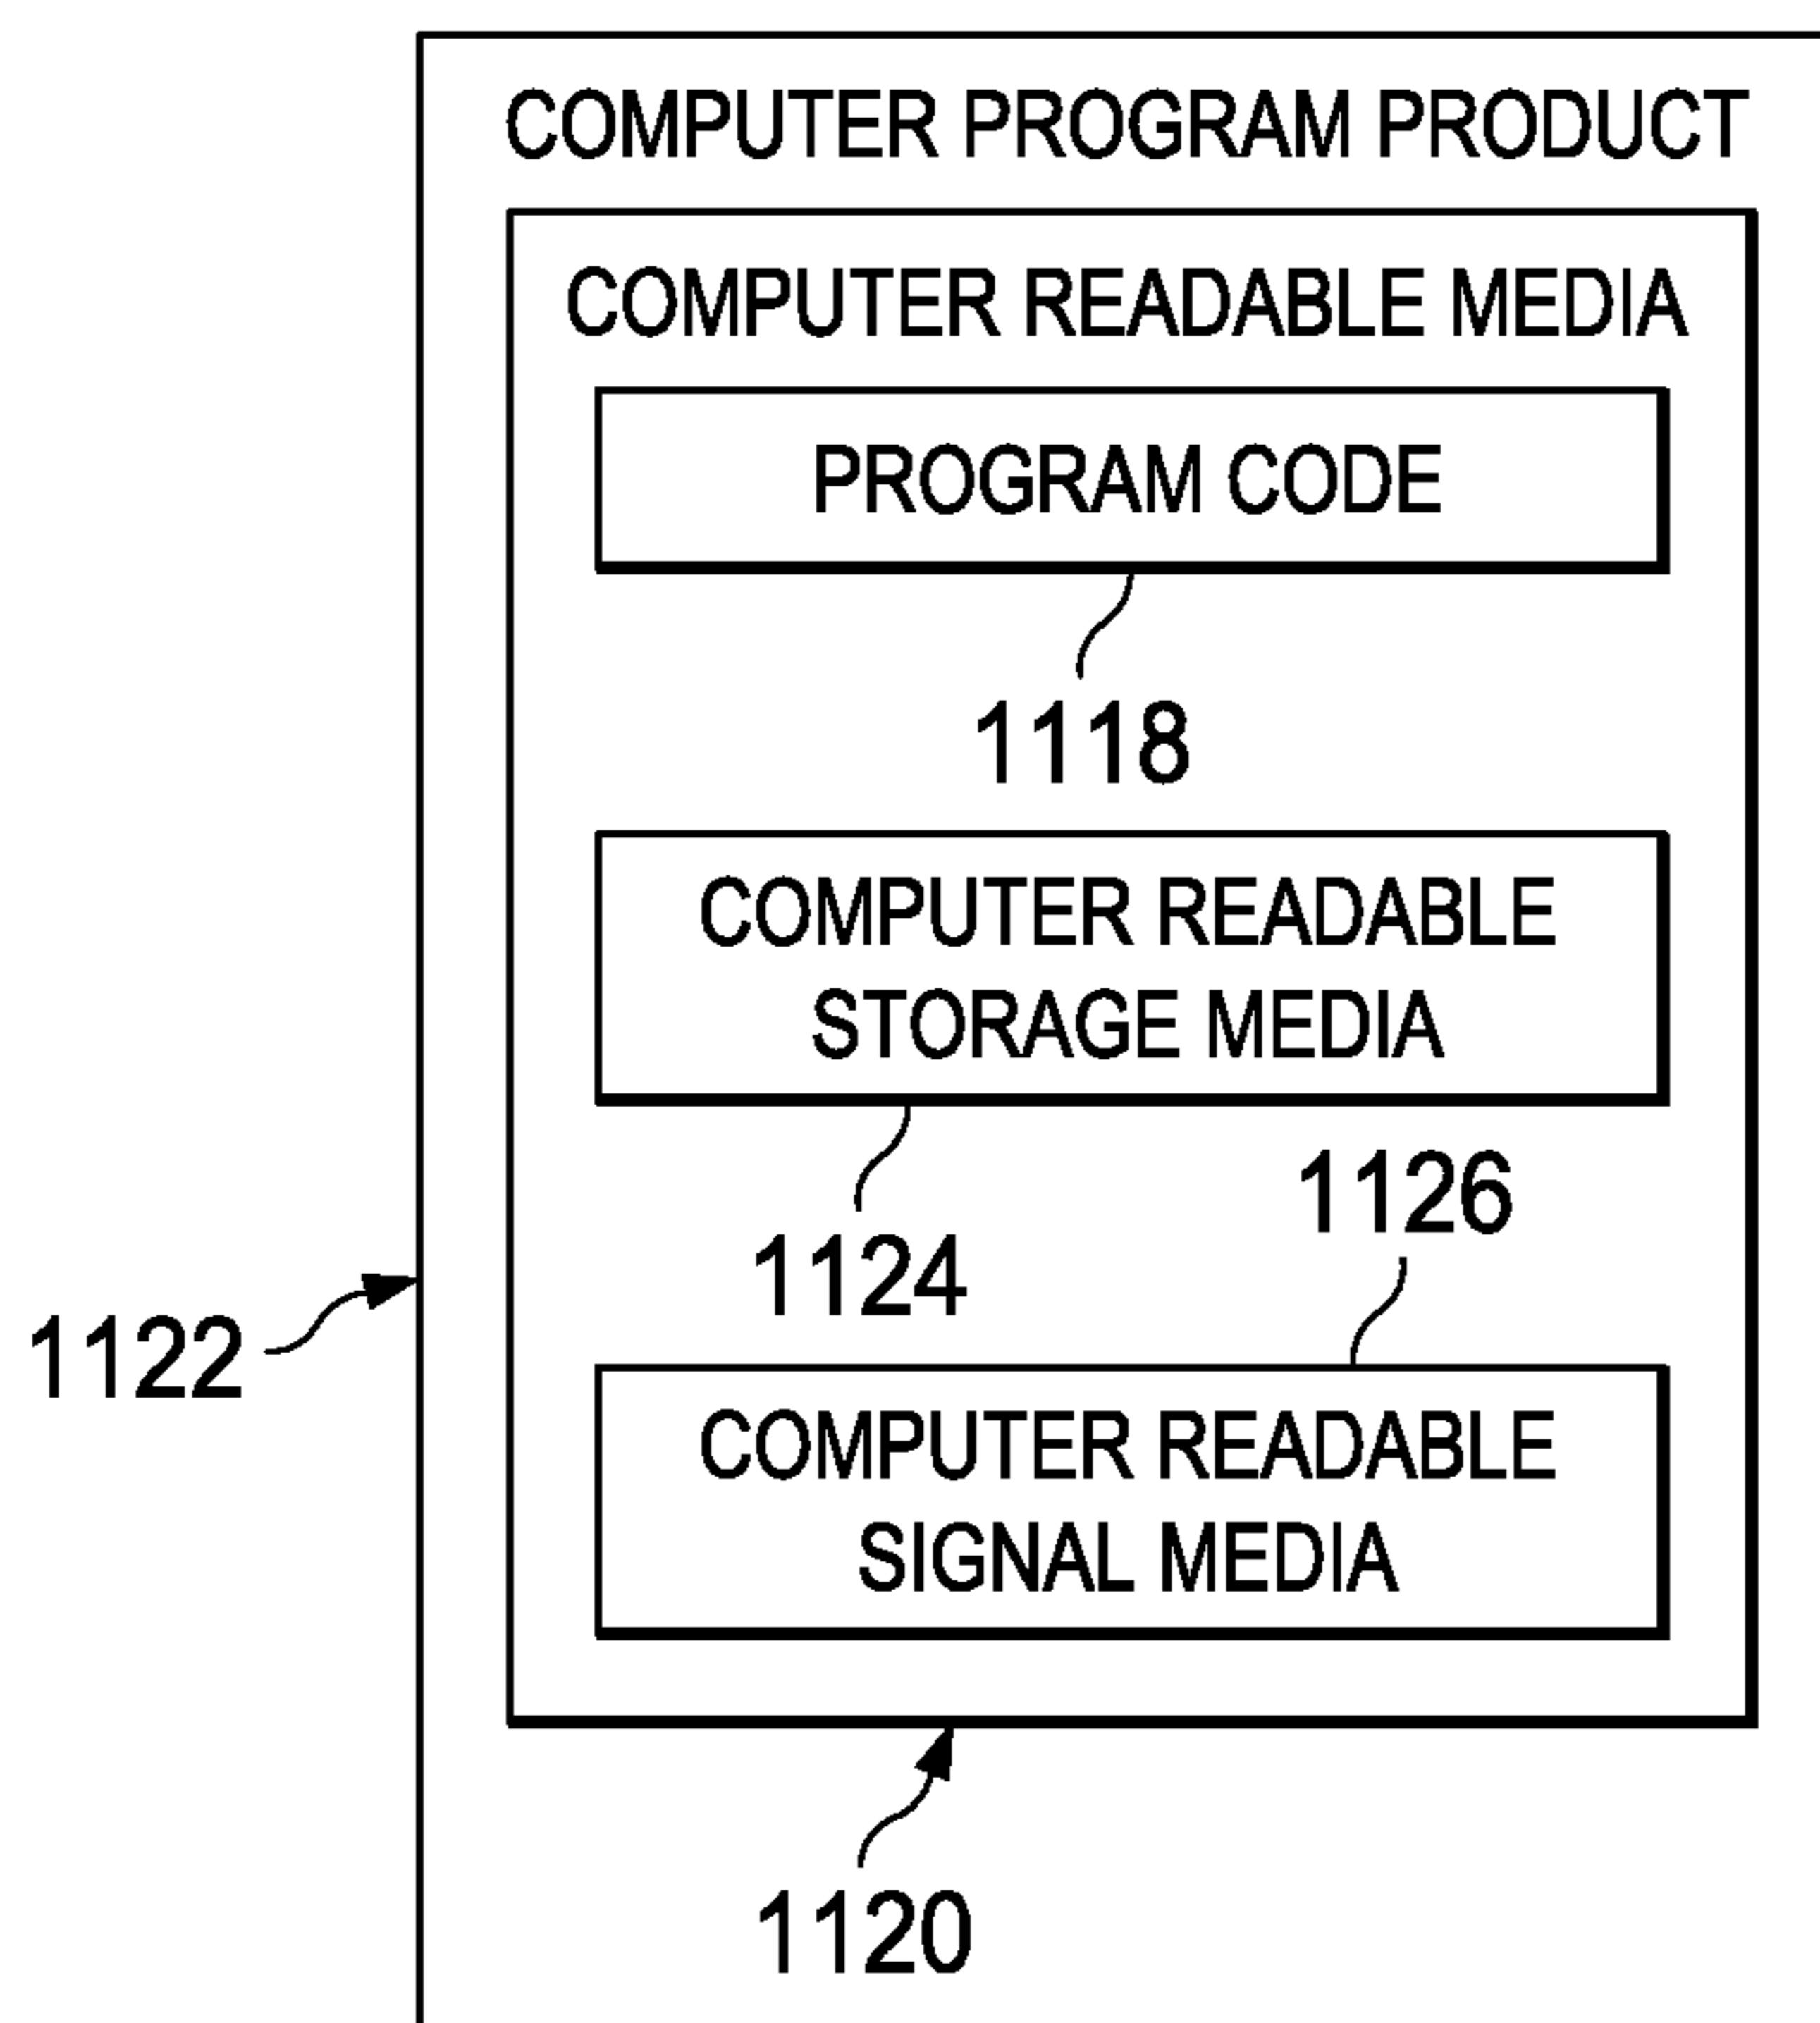 COMPUTER PROGRAM PRODUCT
COMPUTER READABLE MEDIA
PROGRAM CODE
1118
COMPUTER READABLE
STORAGE MEDIA
1126
1124
1122
COMPUTER READABLE
SIGNAL MEDIA
1120